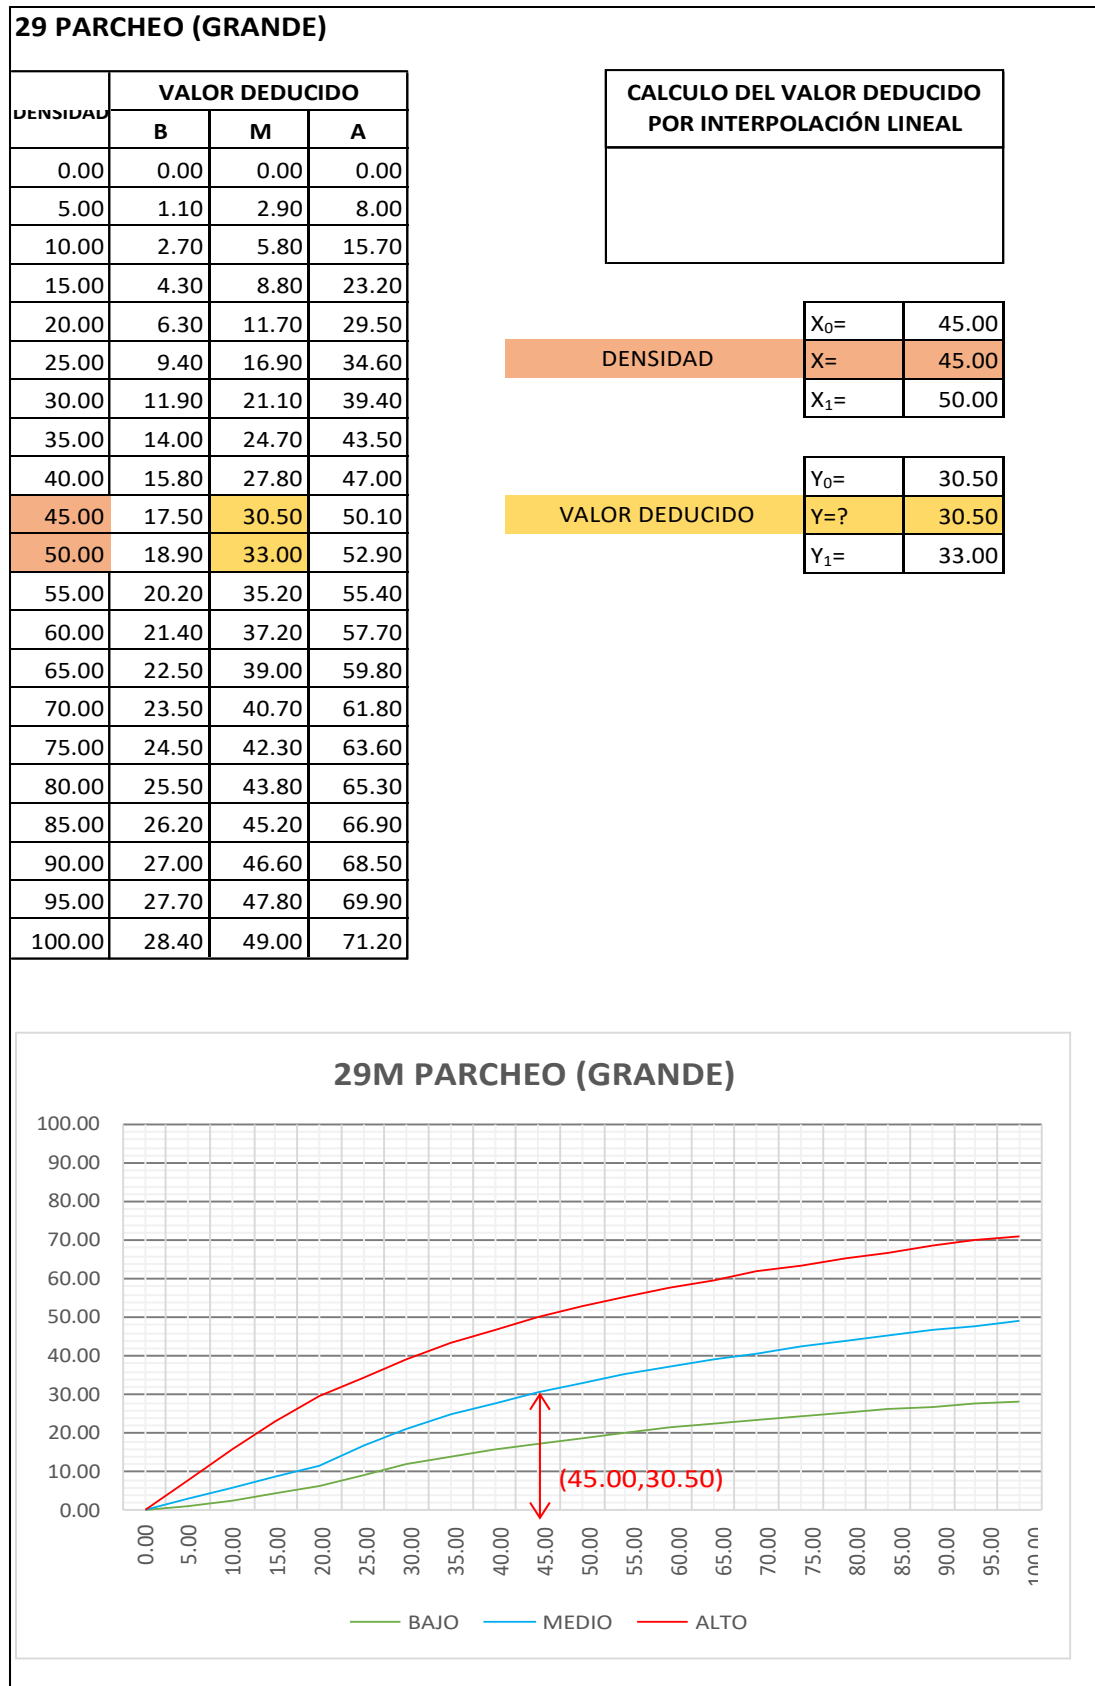 29 PARCHEO (GRANDE)
DENSIDAD VALOR DEDUCIDO
B M A
0.00 0.00 0.00 0.00
5.00 1.10 2.90 8.00
10.00 2.70 5.80 15.70
15.00 4.30 8.80 23.20
20.00 6.30 11.70 29.50
25.00 9.40 16.90 34.60
30.00 11.90 21.10 39.40
35.00 14.00 24.70 43.50
40.00 15.80 27.80 47.00
45.00 17.50 30.50 50.10
50.00 18.90 33.00 52.90
55.00 20.20 35.20 55.40
60.00 21.40 37.20 57.70
65.00 22.50 39.00 59.80
70.00 23.50 40.70 61.80
75.00 24.50 42.30 63.60
80.00 25.50 43.80 65.30
85.00 26.20 45.20 66.90
90.00 27.00 46.60 68.50
95.00 27.70 47.80 69.90
100.00 28.40 49.00 71.20
CALCULO DEL VALOR DEDUCIDO
POR INTERPOLACIÓN LINEAL
X₀= 45.00
DENSIDAD X= 45.00
X₁= 50.00
Y₀= 30.50
VALOR DEDUCIDO Y=? 30.50
Y₁= 33.00
29M PARCHEO (GRANDE)
100.00
90.00
80.00
70.00
60.00
50.00
40.00
30.00
20.00
10.00
0.00
(45.00,30.50)
0.00 5.00 10.00 15.00 20.00 25.00 30.00 35.00 40.00 45.00 50.00 55.00 60.00 65.00 70.00 75.00 80.00 85.00 90.00 95.00 100.00
BAJO MEDIO ALTO